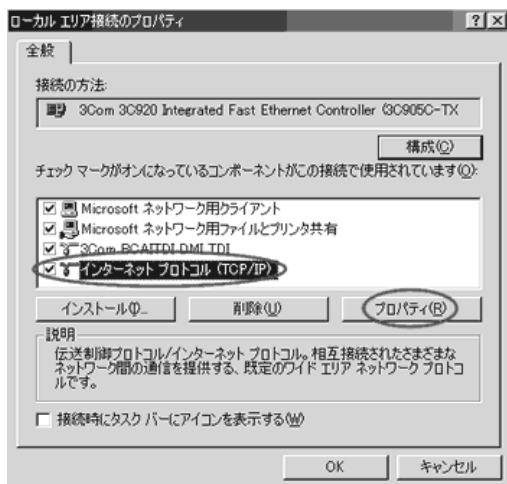 ローカル エリア接続のプロパティ
全般
接続の方法:
3Com 3C920 Integrated Fast Ethernet Controller (3C905C-TX
構成(C)
チェック マークがオンになっているコンポーネントがこの接続で使用されています(O):
Microsoft ネットワーク用クライアント
Microsoft ネットワーク用ファイルとプリンタ共有
3Com BCAITDI DMI TDI
インターネット プロトコル (TCP/IP)
インストール(I)...
削除(U)
プロパティ(R)
説明
伝送制御プロトコル/インターネット プロトコル。相互接続されたさまざまな
ネットワーク間の通信を提供する、既定のワイド エリア ネットワーク プロトコ
ルです。
接続時にタスク バーにアイコンを表示する(W)
OK
キャンセル